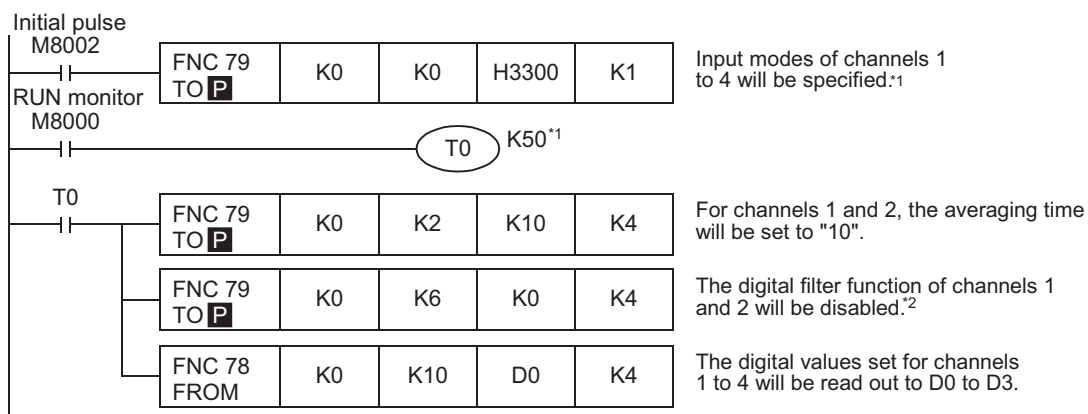 Initial pulse
M8002
FNC 79
TO P
K0
K0
H3300
K1
Input modes of channels 1
to 4 will be specified.*1
RUN monitor
M8000
T0
K50*1
T0
FNC 79
TO P
K0
K2
K10
K4
For channels 1 and 2, the averaging time
will be set to "10".
FNC 79
TO P
K0
K6
K0
K4
The digital filter function of channels 1
and 2 will be disabled.*2
FNC 78
FROM
K0
K10
D0
K4
The digital values set for channels
1 to 4 will be read out to D0 to D3.